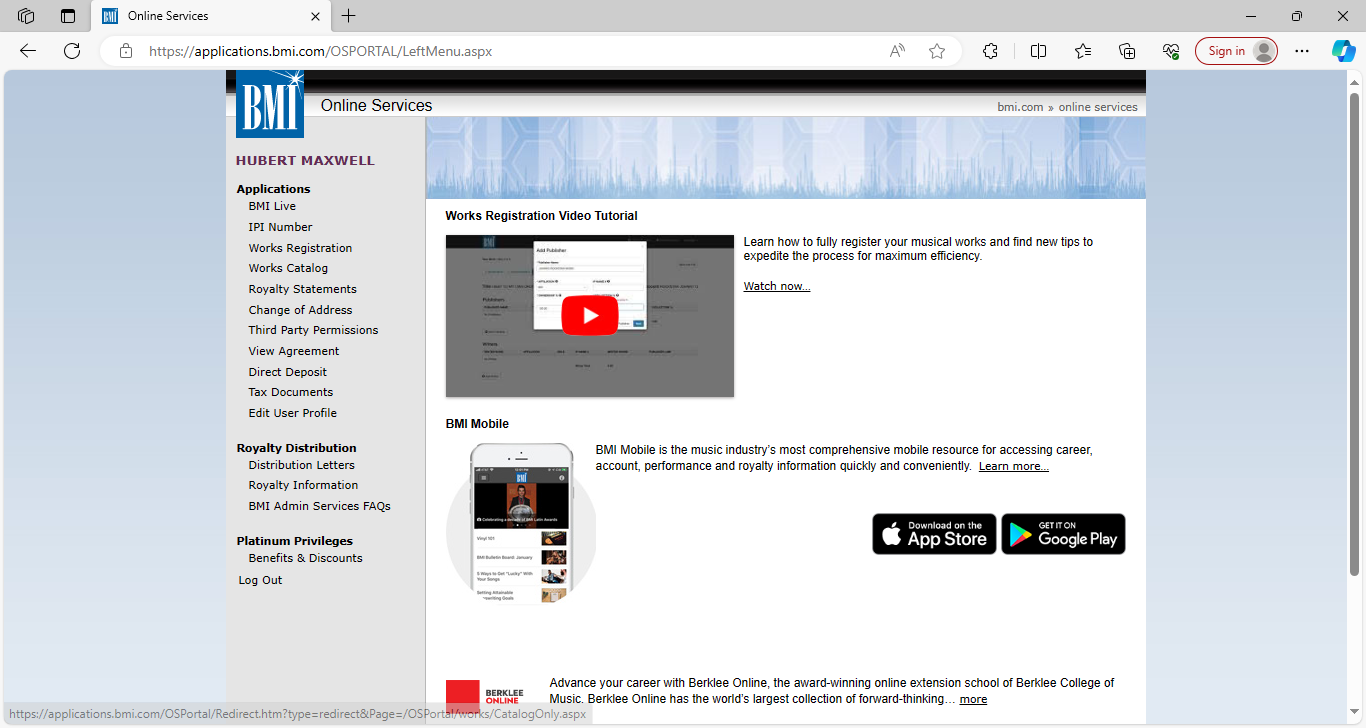 Online Services
https://applications.bmi.com/OSPORTAL/LeftMenu.aspx
Sign in
BMI
Online Services
bmi.com » online services
HUBERT MAXWELL
Applications
BMI Live
IPI Number
Works Registration
Works Catalog
Royalty Statements
Change of Address
Third Party Permissions
View Agreement
Direct Deposit
Tax Documents
Edit User Profile
Royalty Distribution
Distribution Letters
Royalty Information
BMI Admin Services FAQs
Platinum Privileges
Benefits & Discounts
Log Out
Works Registration Video Tutorial
Add Publisher
Publishers
Writers
Learn how to fully register your musical works and find new tips to
expedite the process for maximum efficiency.
Watch now...
BMI Mobile
BMI
Celebrating a decade of BMI Latin Awards
Vinyl 101
BMI Bulletin Board: January
5 Ways to Get "Lucky" With
Your Songs
Setting Attainable
Songwriting Goals
BMI Mobile is the music industry's most comprehensive mobile resource for accessing career,
account, performance and royalty information quickly and conveniently. Learn more...
Download on the
App Store
GET IT ON
Google Play
BERKLEE
ONLINE
Advance your career with Berklee Online, the award-winning online extension school of Berklee College of
Music. Berklee Online has the world's largest collection of forward-thinking... more
https://applications.bmi.com/OSPortal/Redirect.htm?type=redirect&Page=/OSPortal/works/CatalogOnly.aspx